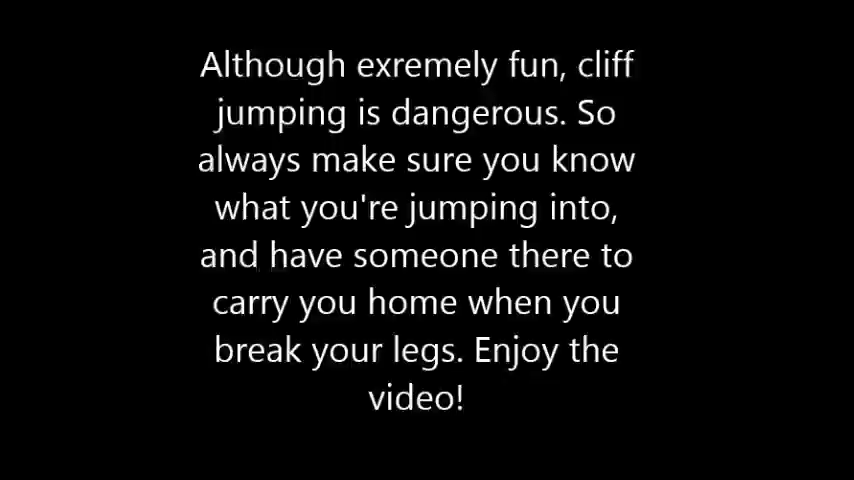 Although exremely fun, cliff
jumping is dangerous. So
always make sure you know
what you're jumping into,
and have someone there to
carry you home when you
break your legs. Enjoy the
video!